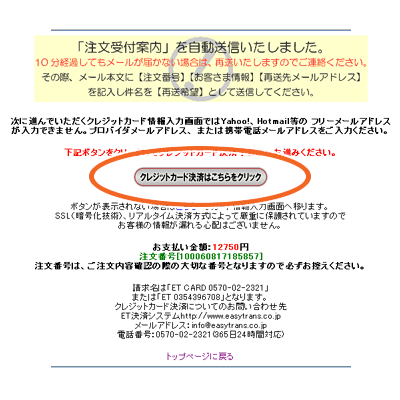 「注文受付案内」を自動送信いたしました。
10分経過してもメールが届かない場合は、再送いたしますのでご連絡ください。
その際、メール本文に【注文番号】【お客さま情報】【再送先メールアドレス】
を記入し件名を【再送希望】として送信してください。
次に進んでいただくクレジットカード情報入力画面ではYahoo!、Hotmail等の フリーメールアドレス
が入力できません。プロバイダメールアドレス、または携帯電話メールアドレスをご入力ください。
下記ボタンをクリ
進みください。
クレジットカード決済はこちらをクリック
ボタンが表示されない場合は
情報入力画面へ移ります。
SSL(暗号化技術)、リアルタイム決済方式によって厳重に保護されていますので
お客様の情報が漏れる心配はございません。
お支払い金額:12750円
注文番号[100060817185857]
注文番号は、ご注文内容確認の際の大切な番号となりますので必ずお控えください。
請求名は「ET CARD 0570-02-2321」
または「ET 0354396708」となります。
クレジットカード決済についてのお問い合わせ先
ET決済システムhttp://www.easytrans.co.jp
メールアドレス：info@easytrans.co.jp
電話番号：0570-02-2321(365日24時間対応)
トップページに戻る